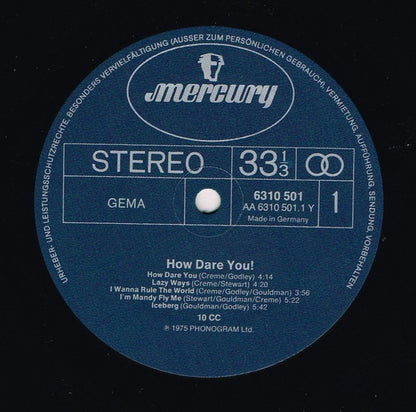 URHEBER- UND LEISTUNGSSCHUTZRECHTE, BESONDERS VERVIELFÄLTIGUNG (AUSSER ZUM PERSÖNLICHEN GEBRAUCH), VERMIETUNG, AUFFÜHRUNG, SENDUNG, VORBEHALTEN
mercury
STEREO 33 1/3
GEMA
6310 501
AA 6310 501.1 Y
Made in Germany
1
How Dare You!
How Dare You (Creme/Godley) 4:14
Lazy Ways (Creme/Stewart) 4:20
I Wanna Rule The World (Creme/Godley/Gouldman) 3:56
I'm Mandy Fly Me (Stewart/Gouldman/Creme) 5:22
Iceberg (Gouldman/Godley) 5:42
10 CC
℗ 1975 PHONOGRAM Ltd.